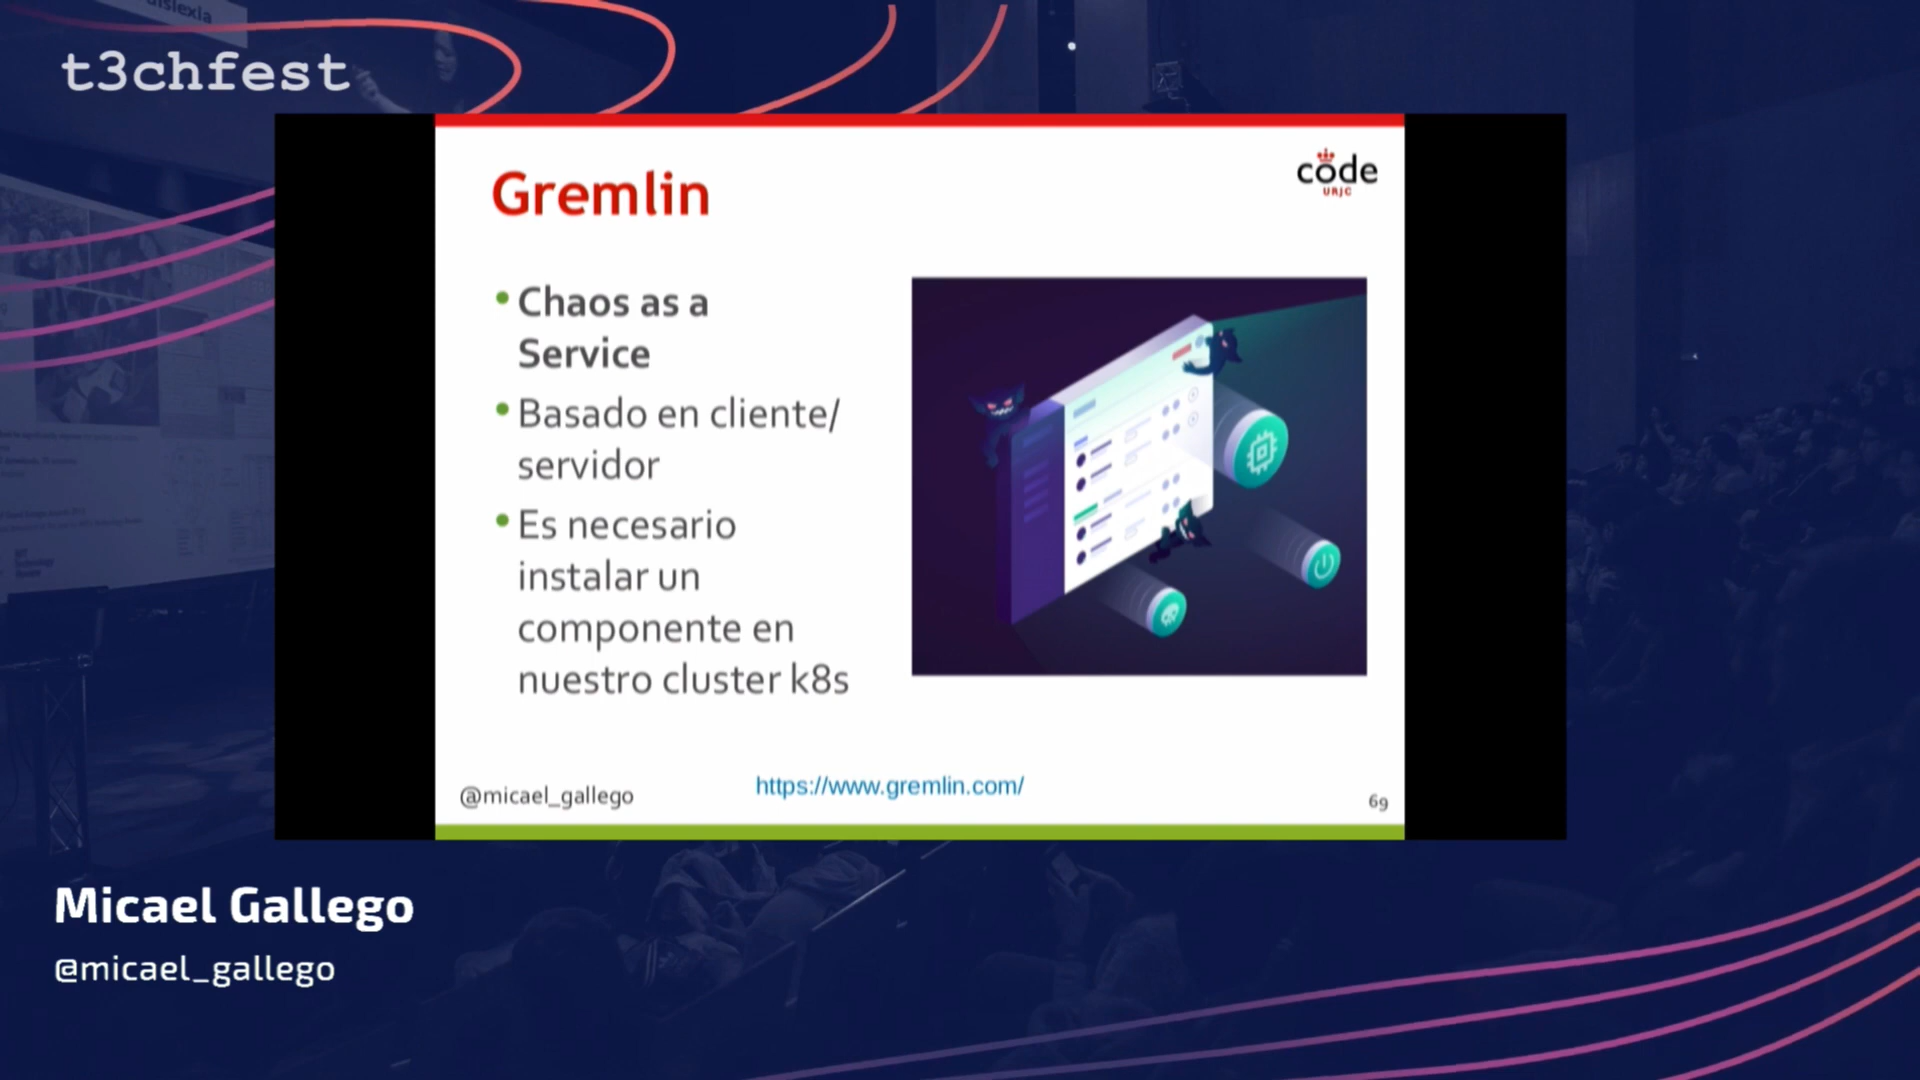 t3chfest
Gremlin
code
URJC
• Chaos as a
Service
• Basado en cliente/
servidor
• Es necesario
instalar un
componente en
nuestro cluster k8s
@micael_gallego
https://www.gremlin.com/
69
Micael Gallego
@micael_gallego